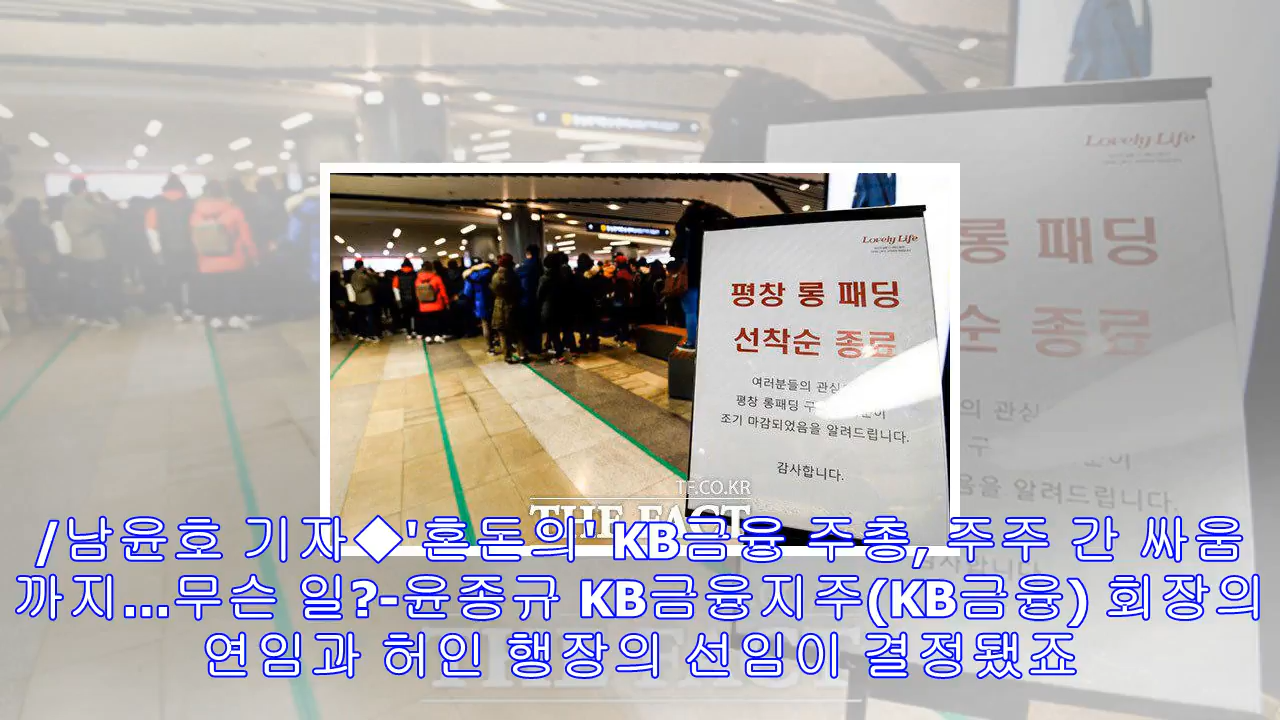 Lovely Life
평창 롱 패딩
선착순 종료
여러분들의 관심
평창 롱패딩
조기 마감되었음을 알려드립니다.
감사합니다.
TF.CO.KR
THE FACT
/남윤호 기자◆'혼돈의' KB금융 주총, 주주 간 싸움
까지...무슨 일?-윤종규 KB금융지주(KB금융) 회장의
연임과 허인 행장의 선임이 결정됐죠